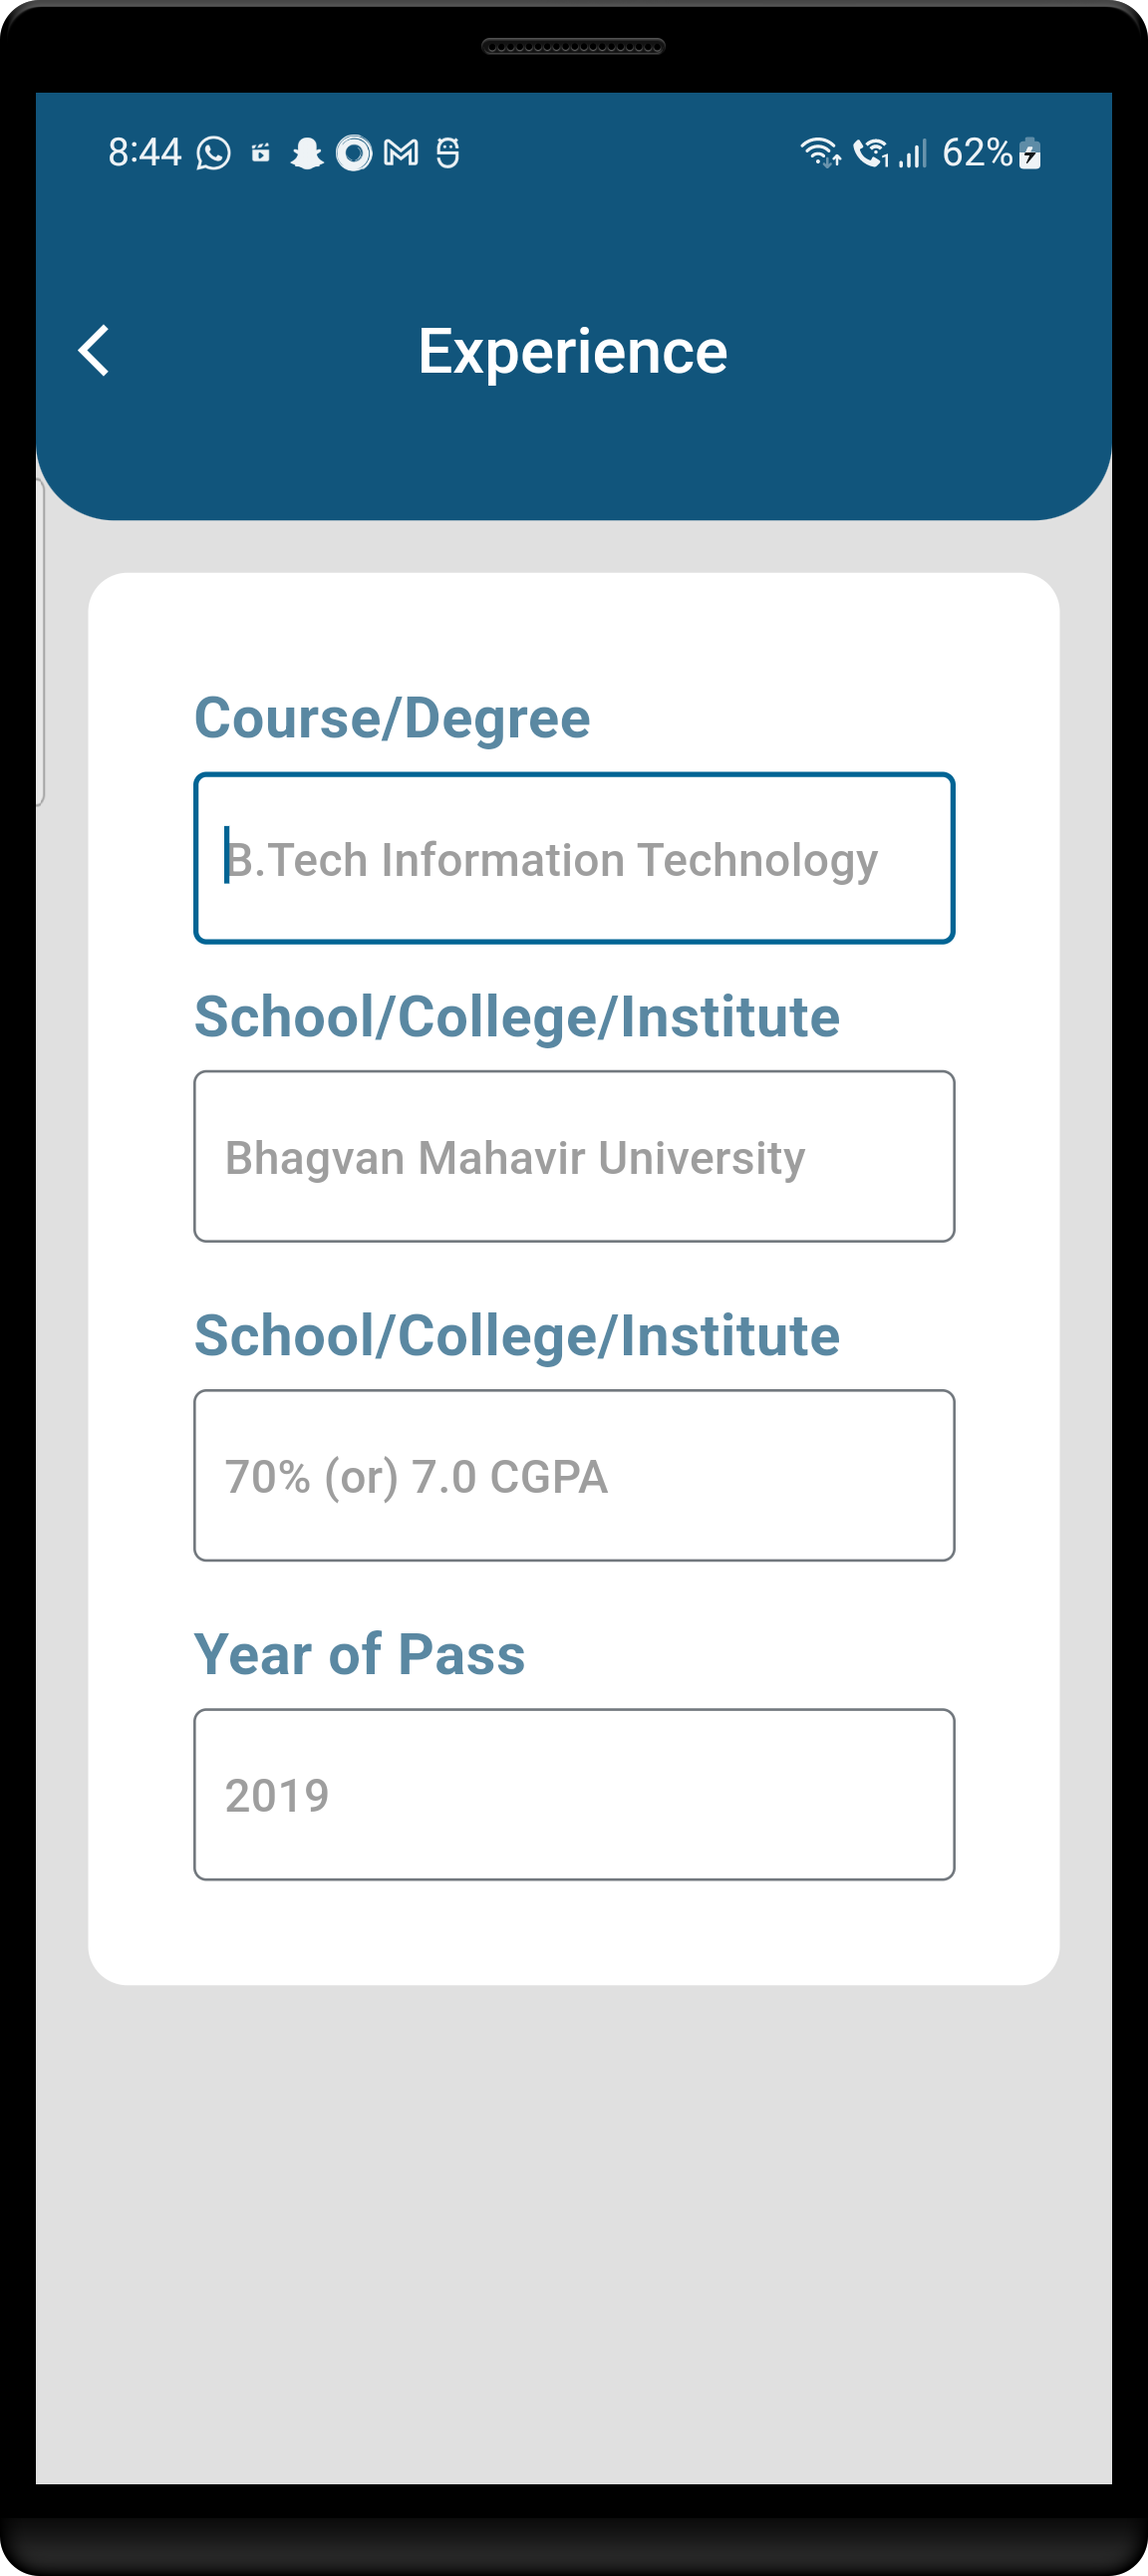 8:44 62%
Experience
Course/Degree
B.Tech Information Technology
School/College/Institute
Bhagvan Mahavir University
School/College/Institute
70% (or) 7.0 CGPA
Year of Pass
2019